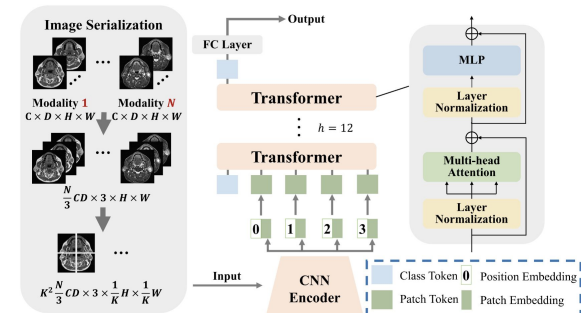 Image Serialization
Modality 1
Modality N
C × D × H × W
C × D × H × W
N/3 CD × 3 × H × W
K² N/3 CD × 3 × 1/K H × 1/K W
Output
FC Layer
Transformer
h = 12
Transformer
0 1 2 3
Input
CNN
Encoder
MLP
Layer
Normalization
Multi-head
Attention
Layer
Normalization
Class Token
0 Position Embedding
Patch Token
Patch Embedding